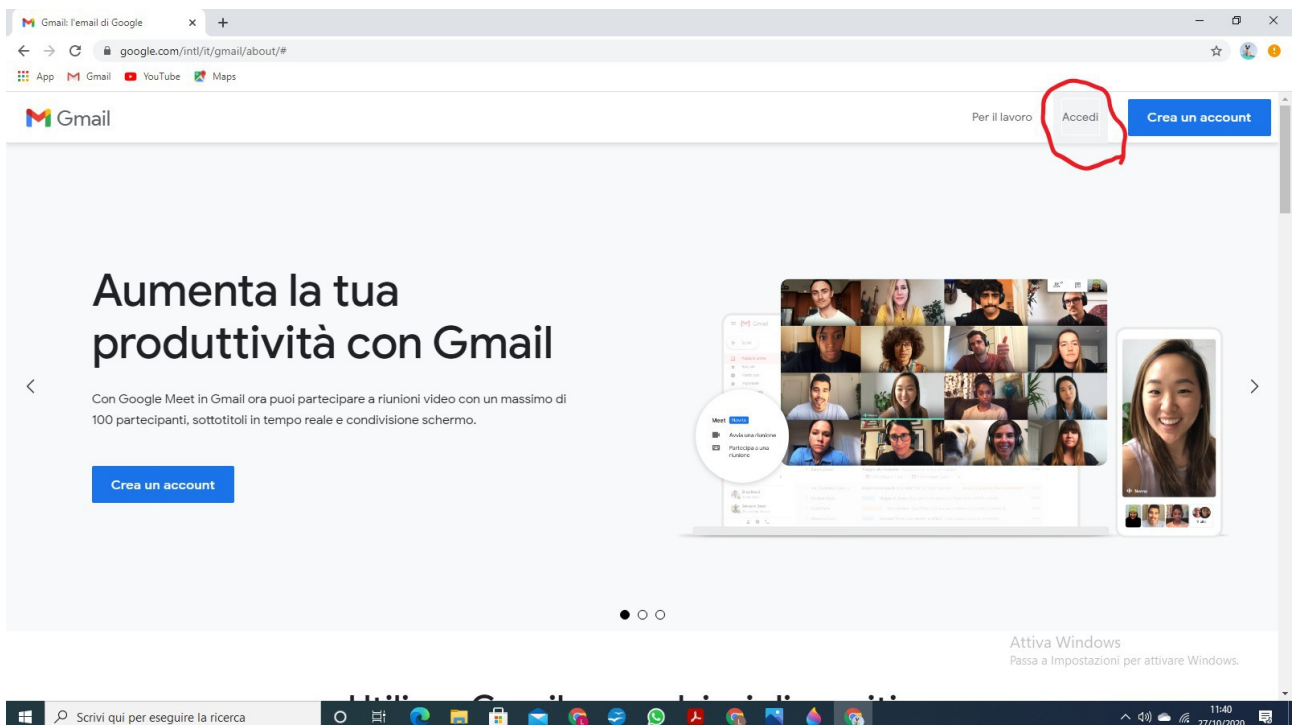 Gmail: l'email di Google
google.com/intl/it/gmail/about/#
App Gmail YouTube Maps
Gmail Per il lavoro Accedi Crea un account
Aumenta la tua
produttività con Gmail
Con Google Meet in Gmail ora puoi partecipare a riunioni video con un massimo di
100 partecipanti, sottotitoli in tempo reale e condivisione schermo.
Crea un account
Gmail
Meet
Avvia una riunione
Partecipa a una
riunione
Attiva Windows
Passa a Impostazioni per attivare Windows.
Scrivi qui per eseguire la ricerca
11:40
27/10/2020